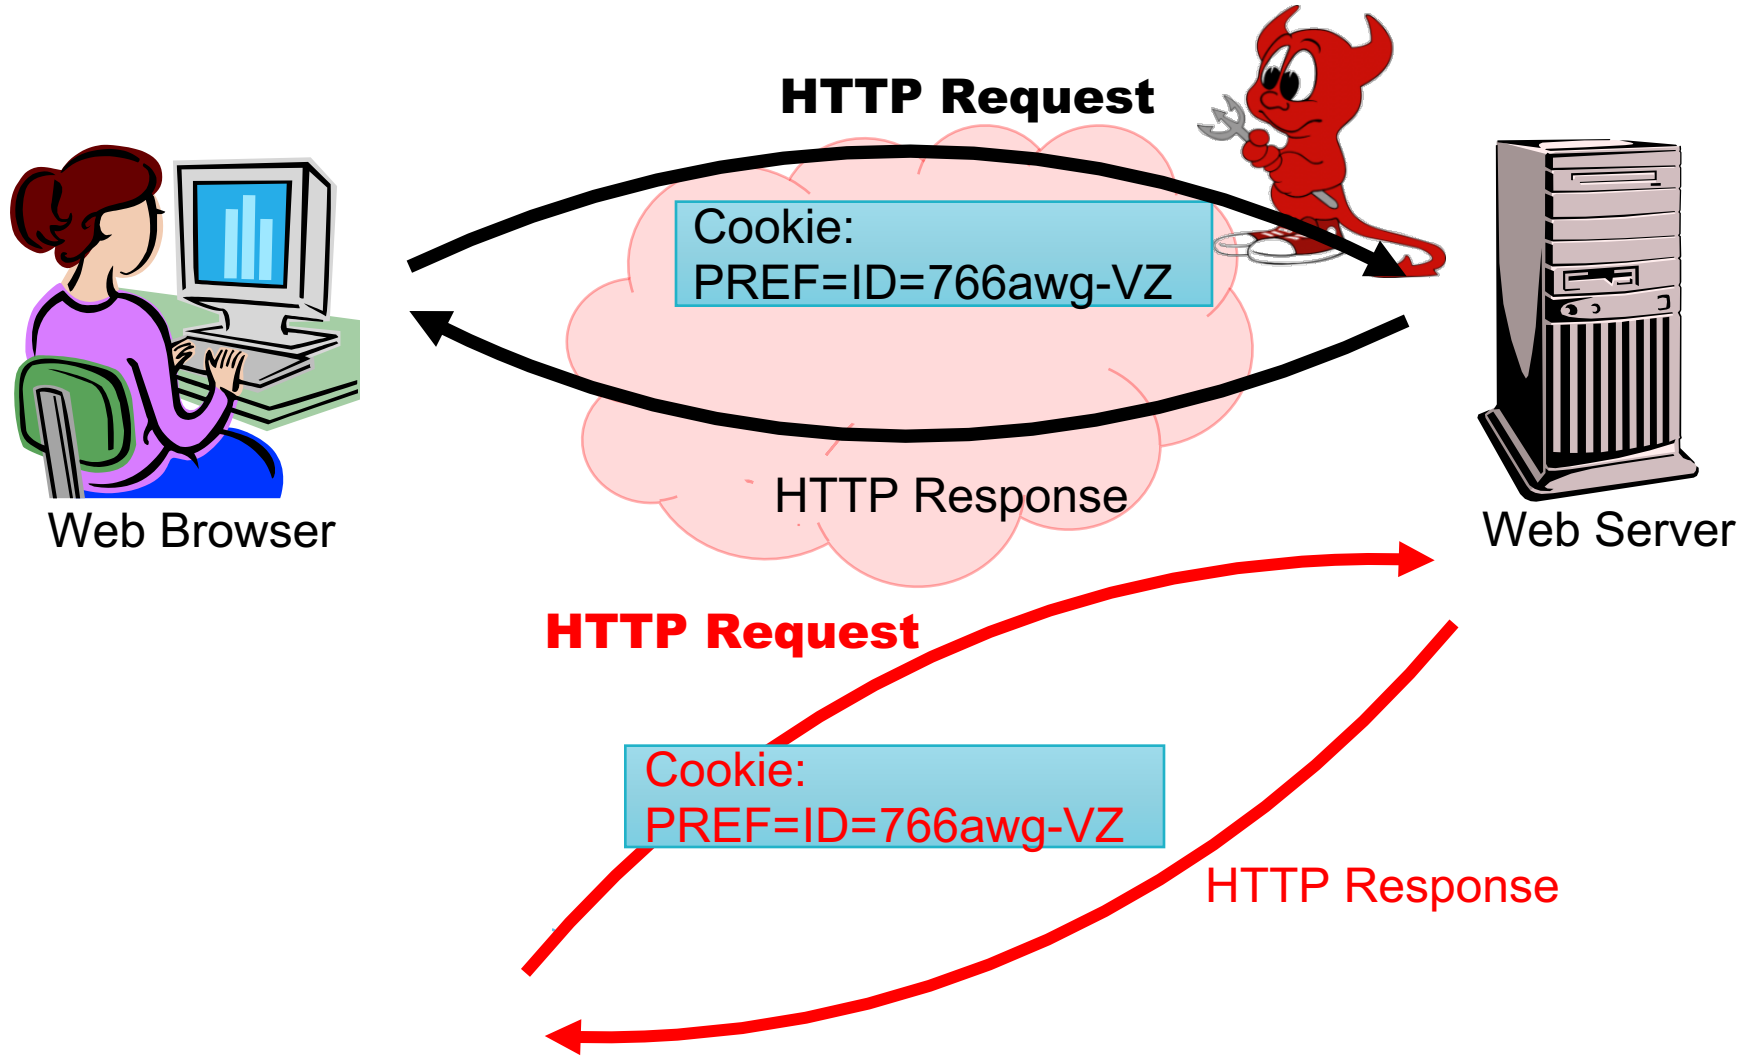 HTTP Request
Cookie:
PREF=ID=766awg-VZ
HTTP Response
Web Browser
Web Server
HTTP Request
Cookie:
PREF=ID=766awg-VZ
HTTP Response